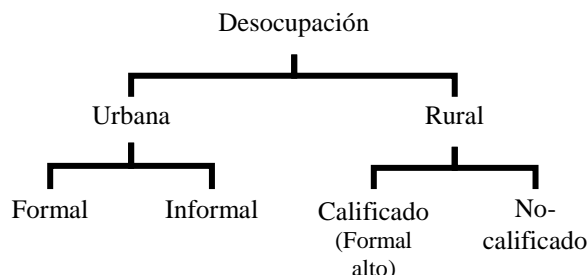 Desocupación
Urbana
Rural
Formal
Informal
Calificado
(Formal
alto)
No-
calificado